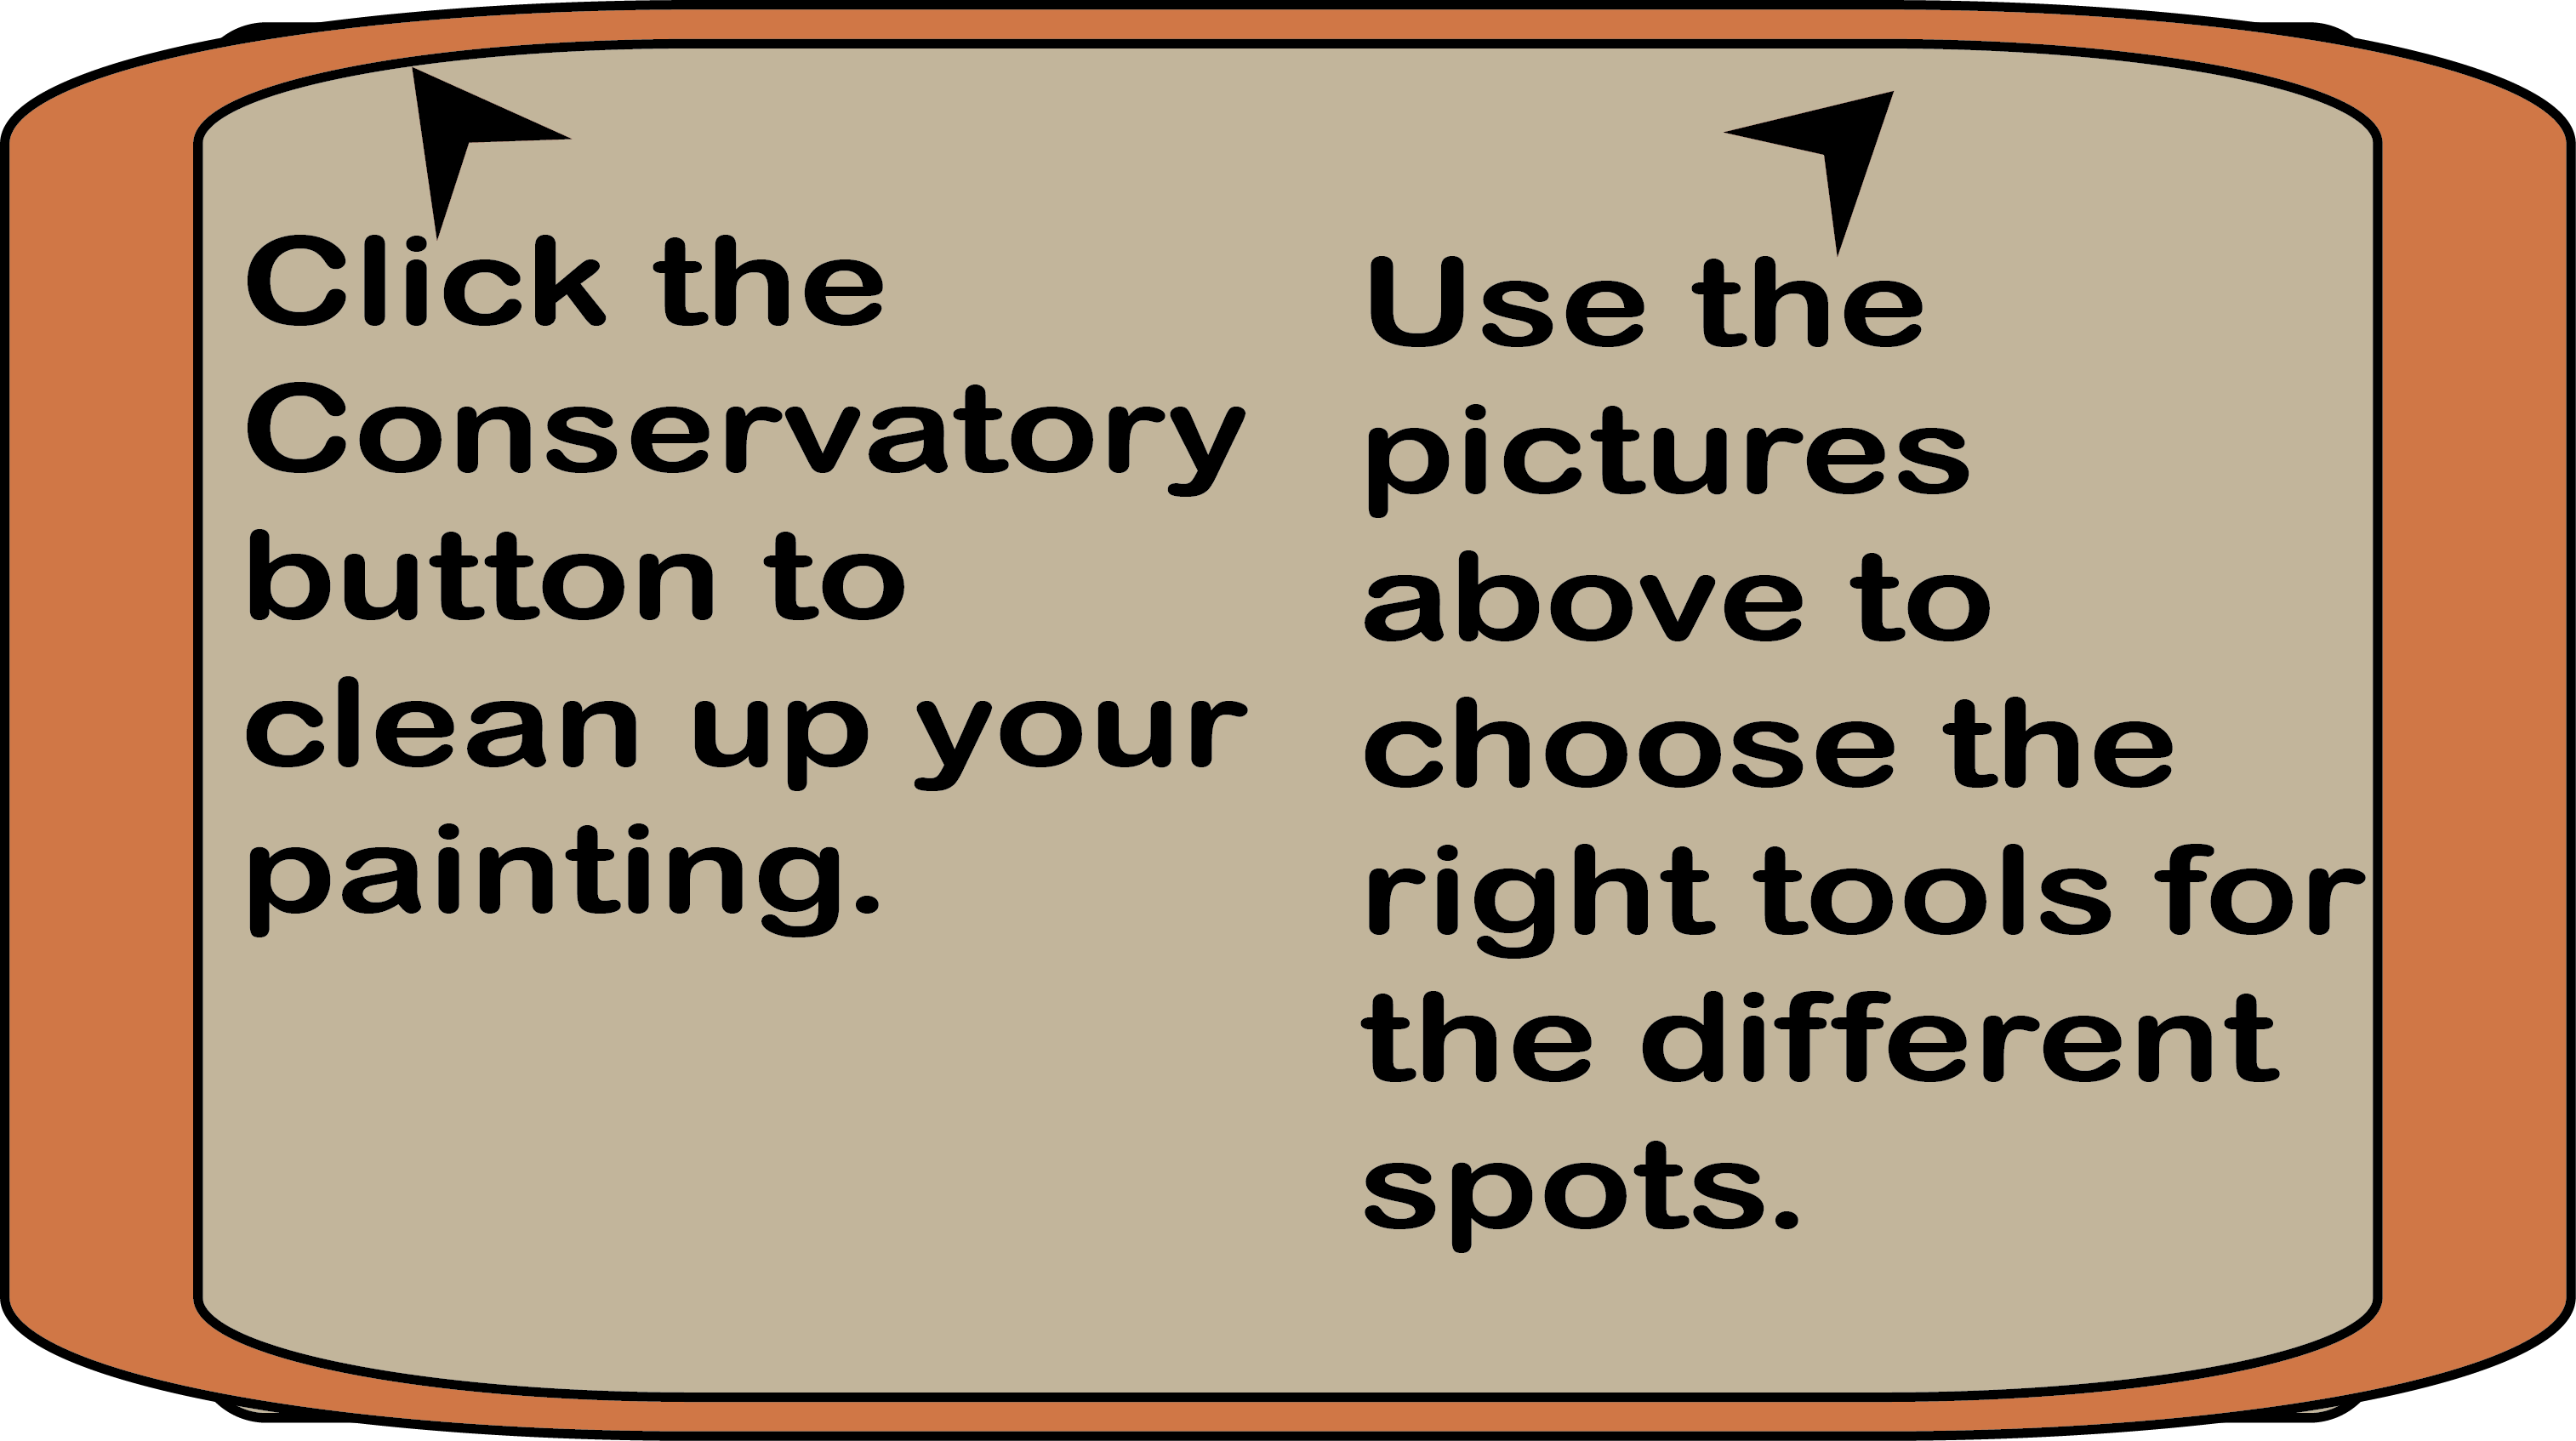 Click the
Conservatory
button to
clean up your
painting.
Use the
pictures
above to
choose the
right tools for
the different
spots.